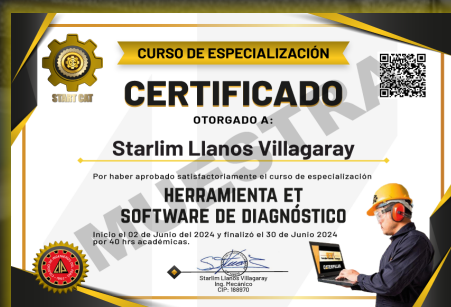 CURSO DE ESPECIALIZACIÓN
START CAT
CERTIFICADO
OTORGADO A:
Starlim Llanos Villagaray
Por haber aprobado satisfactoriamente el curso de especialización
HERRAMIENTA ET
SOFTWARE DE DIAGNÓSTICO
Inicio el 02 de Junio del 2024 y finalizó el 30 de Junio 2024
por 40 hrs académicas.
Starlim Llanos Villagaray
Ing. Mecánico
CIP: 188970
CATERPILLAR
MUESTRA